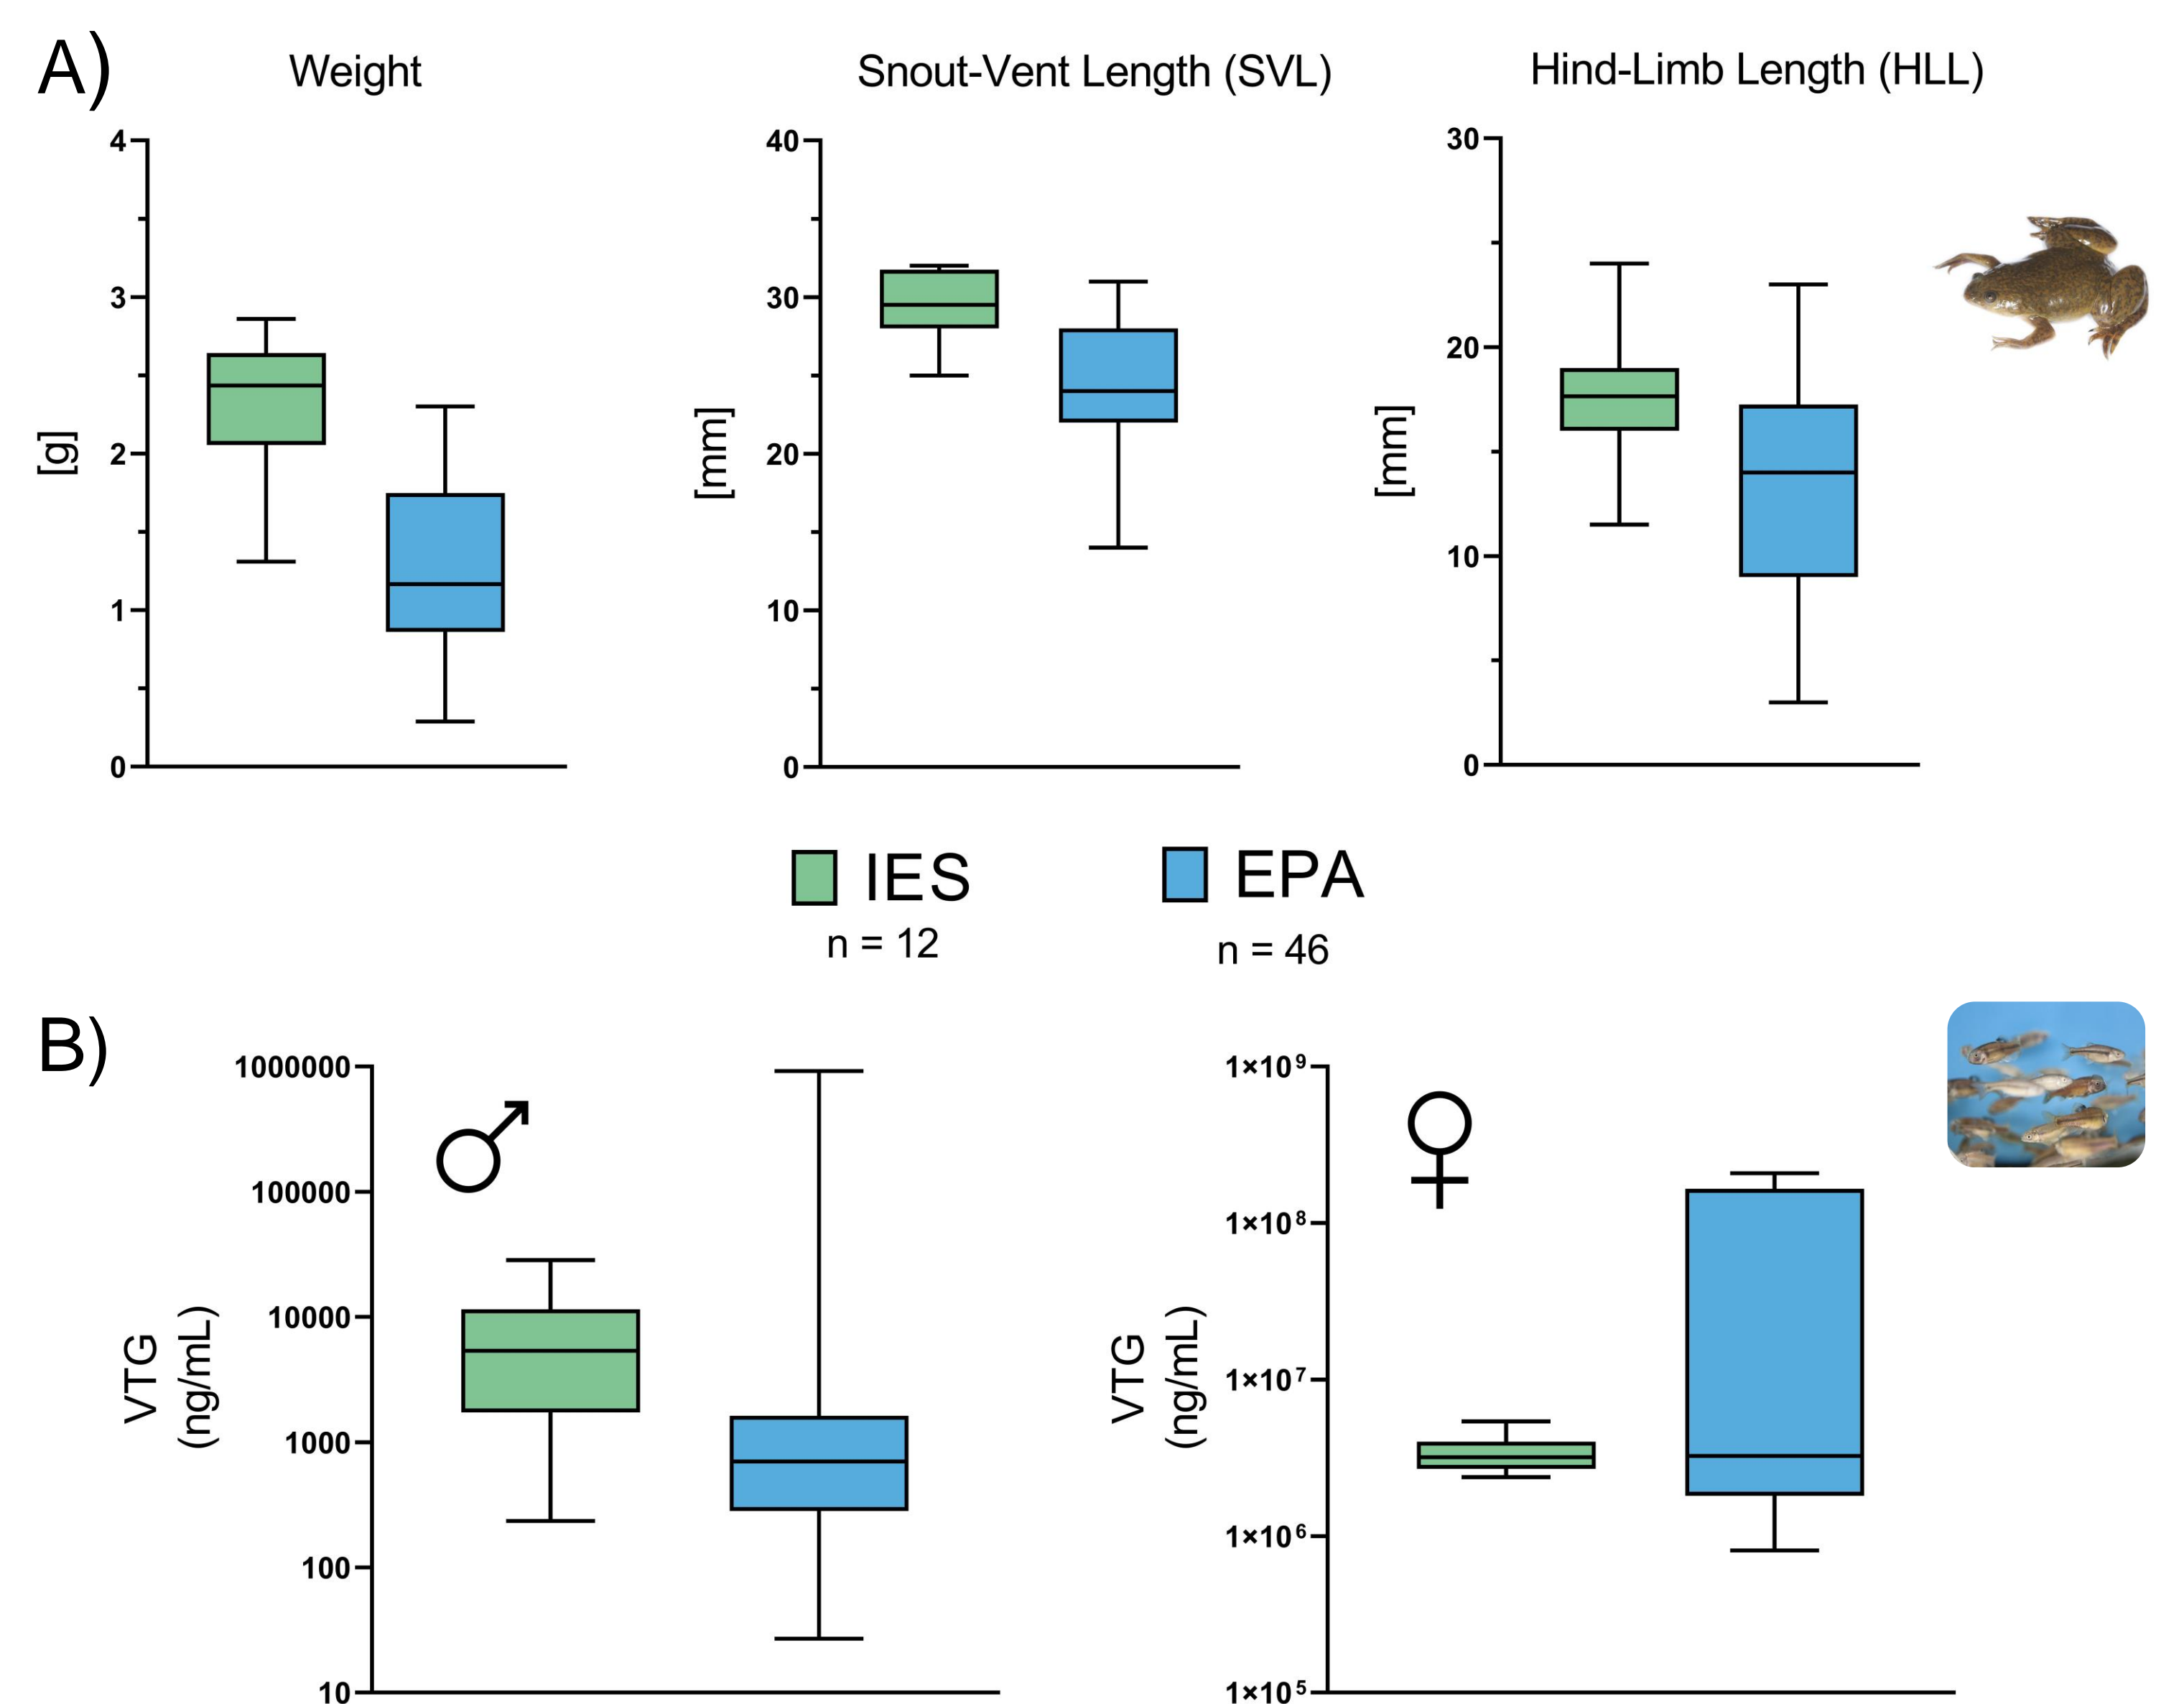 A)
Weight
Snout-Vent Length (SVL)
Hind-Limb Length (HLL)
4
3
2
1
0
[g]
40
30
20
10
0
[mm]
30
20
10
0
[mm]
IES
n = 12
EPA
n = 46
B)
1000000
100000
10000
1000
100
10
VTG
(ng/mL)
♂
1×10⁹
1×10⁸
1×10⁷
1×10⁶
1×10⁵
VTG
(ng/mL)
♀